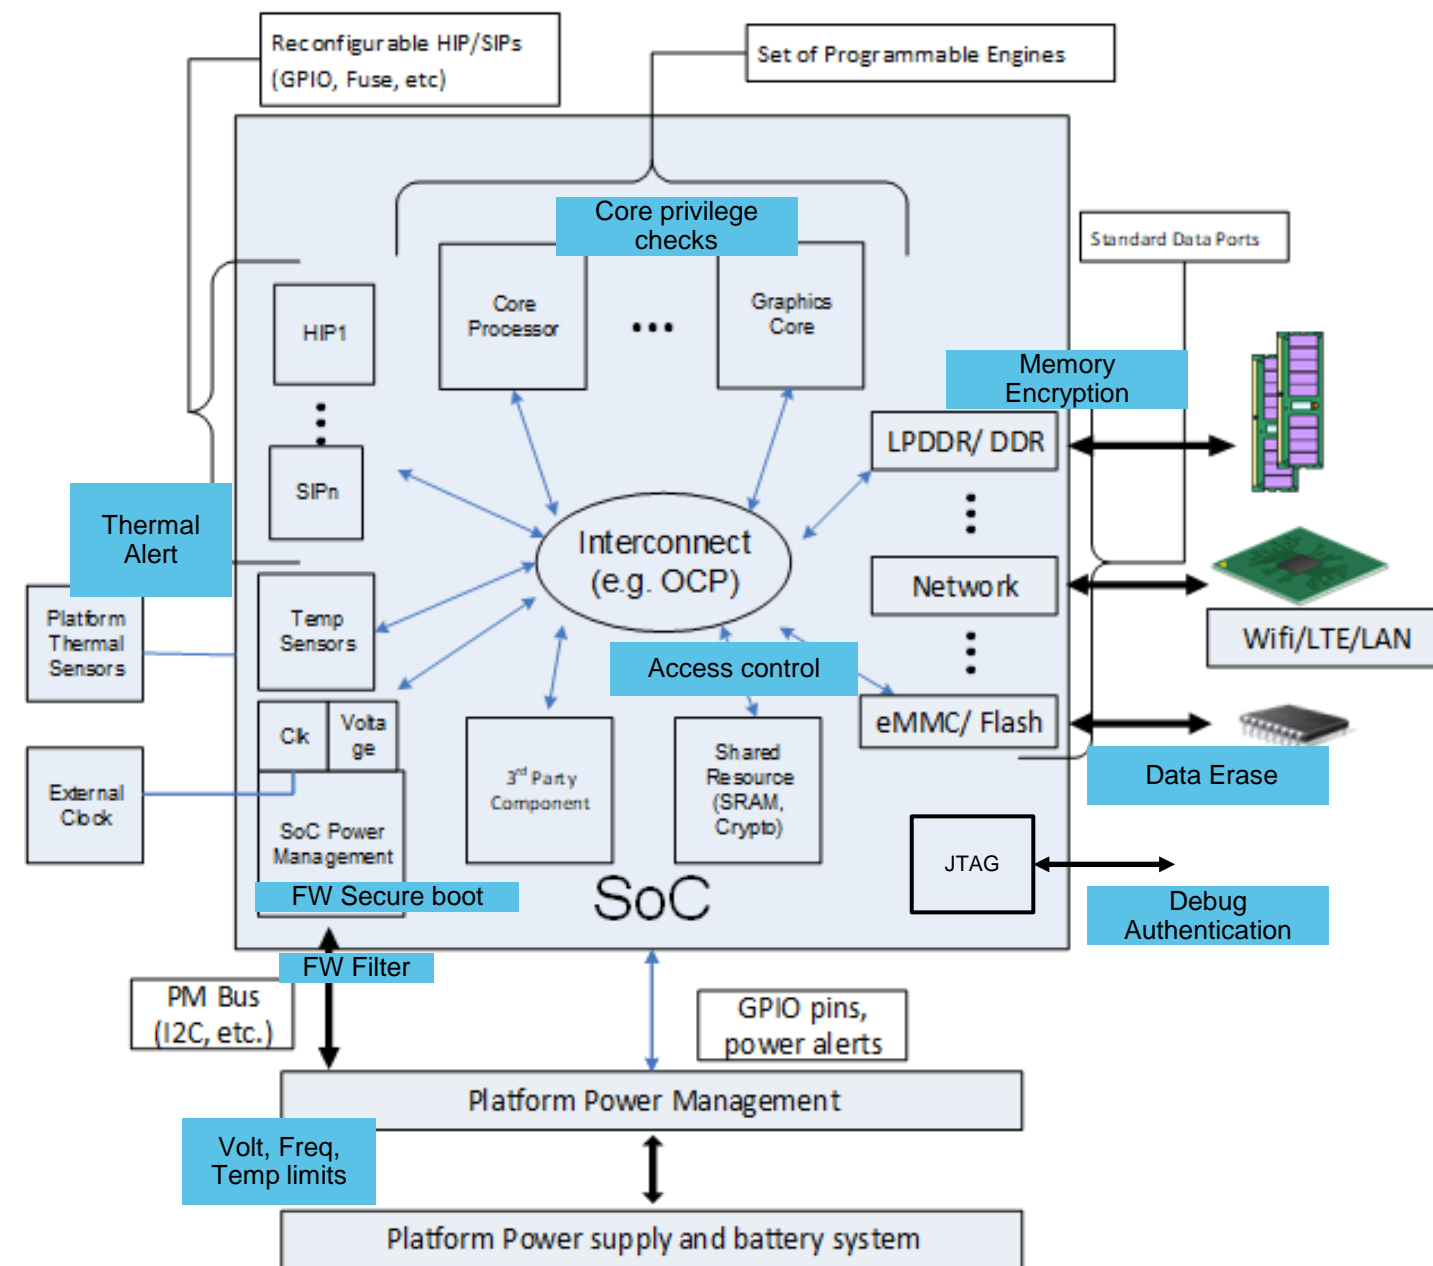 Reconfigurable HIP/SIPs
(GPIO, Fuse, etc)
Set of Programmable Engines
Core privilege
checks
Standard Data Ports
HIP1
Core
Processor
Graphics
Core
Memory
Encryption
LPDDR/ DDR
SIPn
Thermal
Alert
Interconnect
(e.g. OCP)
Network
Platform
Thermal
Sensors
Temp
Sensors
Wifi/LTE/LAN
Access control
Clk
Volta
ge
eMMC/ Flash
External
Clock
3rd Party
Component
Shared
Resource
(SRAM,
Crypto)
Data Erase
SoC Power
Management
JTAG
FW Secure boot
SoC
Debug
Authentication
FW Filter
PM Bus
(I2C, etc.)
GPIO pins,
power alerts
Platform Power Management
Volt, Freq,
Temp limits
Platform Power supply and battery system